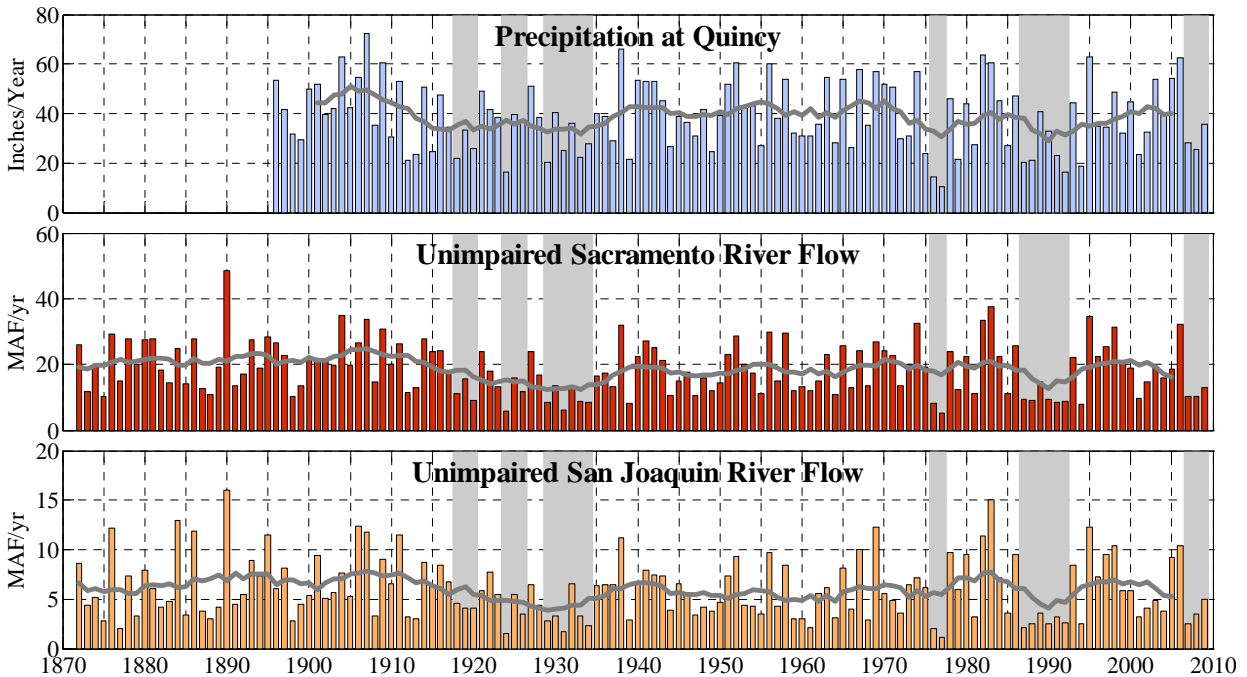 Precipitation at Quincy
Inches/Year
80
60
40
20
0
Unimpaired Sacramento River Flow
MAF/yr
60
40
20
0
Unimpaired San Joaquin River Flow
MAF/yr
20
15
10
5
0
1870 1880 1890 1900 1910 1920 1930 1940 1950 1960 1970 1980 1990 2000 2010